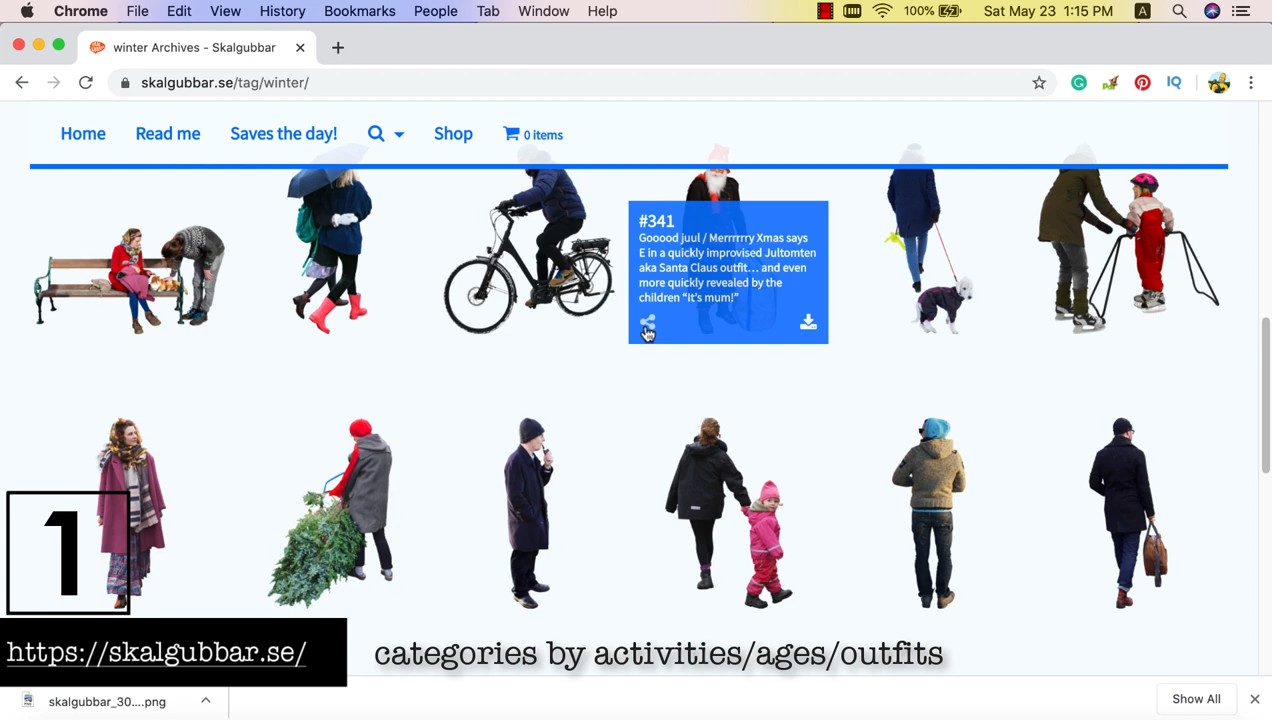 Chrome File Edit View History Bookmarks People Tab Window Help 100% Sat May 23 1:15 PM A
winter Archives - Skalgubbar
skalgubbar.se/tag/winter/
Home Read me Saves the day! Shop 0 items
#341
Gooood juul / Merrrrrry Xmas says
E in a quickly improvised Jultomten
aka Santa Claus outfit... and even
more quickly revealed by the
children “It’s mum!”
1
https://skalgubbar.se/
categories by activities/ages/outfits
skalgubbar_30....png
Show All